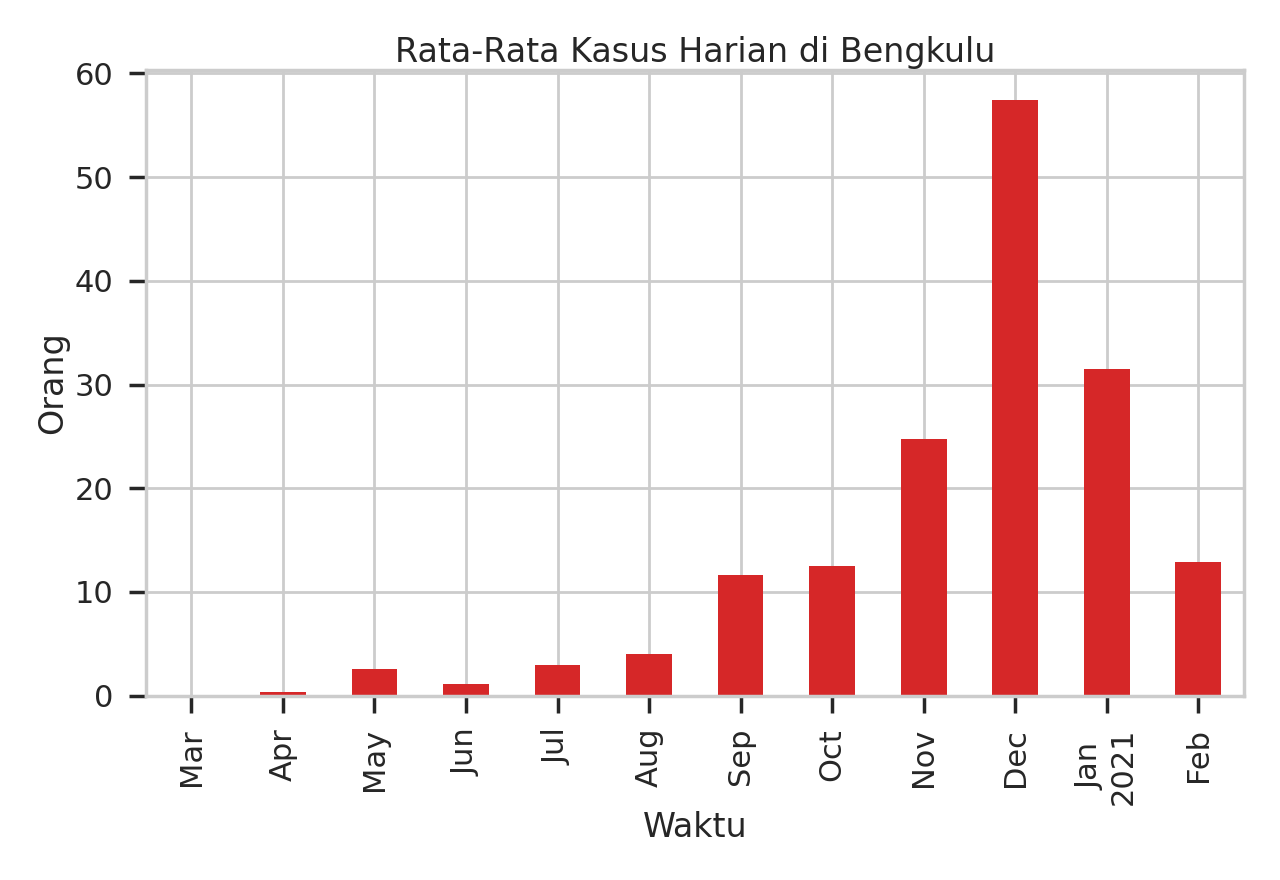 Rata-Rata Kasus Harian di Bengkulu
60
50
40
30
20
10
0
Orang
Mar
Apr
May
Jun
Jul
Aug
Sep
Oct
Nov
Dec
Jan
2021
Feb
Waktu